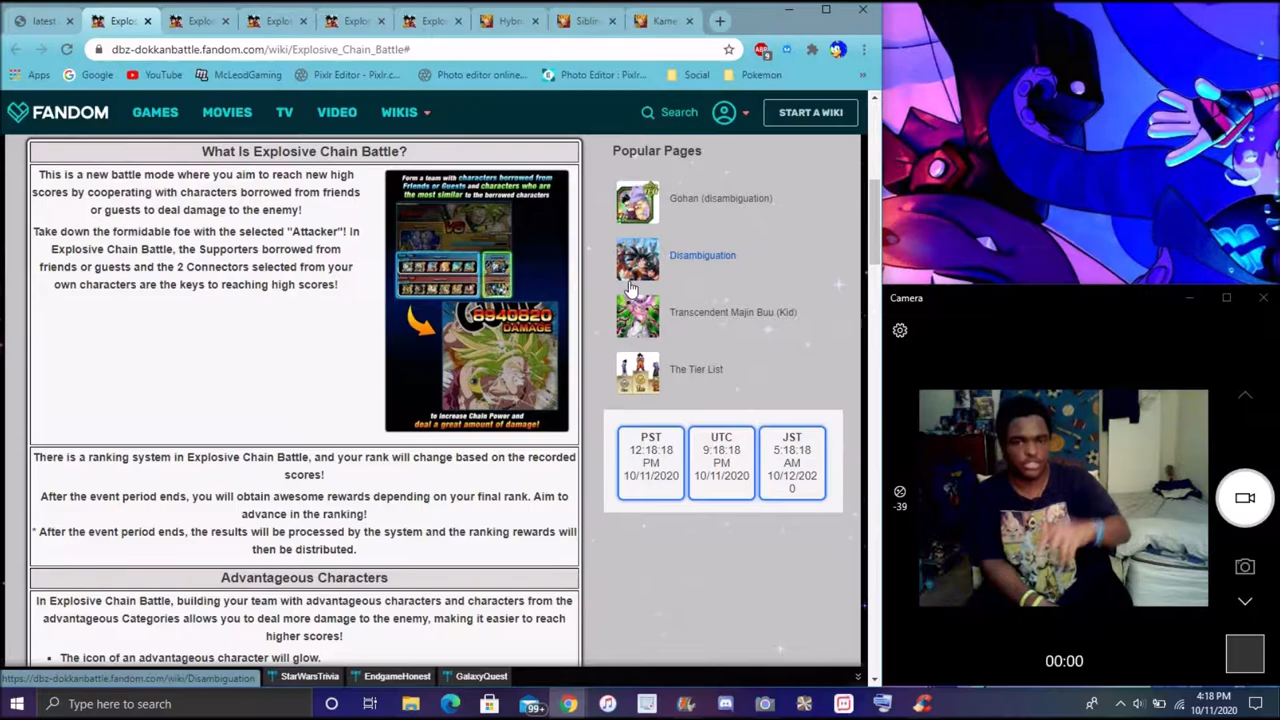 latest
Explos
Explo
Explo
Explo
Explo
Hybr
Siblin
Kame
dbz-dokkanbattle.fandom.com/wiki/Explosive_Chain_Battle#
Apps
Google
YouTube
McLeodGaming
Pixlr Editor - Pixlr.c...
Photo editor online...
Photo Editor : Pixlr...
Social
Pokemon
FANDOM
GAMES
MOVIES
TV
VIDEO
WIKIS
Search
START A WIKI
What Is Explosive Chain Battle?
This is a new battle mode where you aim to reach new high
scores by cooperating with characters borrowed from friends
or guests to deal damage to the enemy!
Take down the formidable foe with the selected "Attacker"! In
Explosive Chain Battle, the Supporters borrowed from
friends or guests and the 2 Connectors selected from your
own characters are the keys to reaching high scores!
Form a team with characters borrowed from
Friends or Guests and characters who are
the most similar to the borrowed characters
8940820
DAMAGE
to increase Chain Power and
deal a great amount of damage!
There is a ranking system in Explosive Chain Battle, and your rank will change based on the recorded
scores!
After the event period ends, you will obtain awesome rewards depending on your final rank. Aim to
advance in the ranking!
* After the event period ends, the results will be processed by the system and the ranking rewards will
then be distributed.
Advantageous Characters
In Explosive Chain Battle, building your team with advantageous characters and characters from the
advantageous Categories allows you to deal more damage to the enemy, making it easier to reach
higher scores!
• The icon of an advantageous character will glow.
Popular Pages
Gohan (disambiguation)
Disambiguation
Transcendent Majin Buu (Kid)
The Tier List
PST
12:18:18
PM
10/11/2020
UTC
9:18:18
PM
10/11/2020
JST
5:18:18
AM
10/12/202
0
https://dbz-dokkanbattle.fandom.com/wiki/Disambiguation
StarWarsTrivia
EndgameHonest
GalaxyQuest
Camera
-39
00:00
Type here to search
99+
4:18 PM
10/11/2020